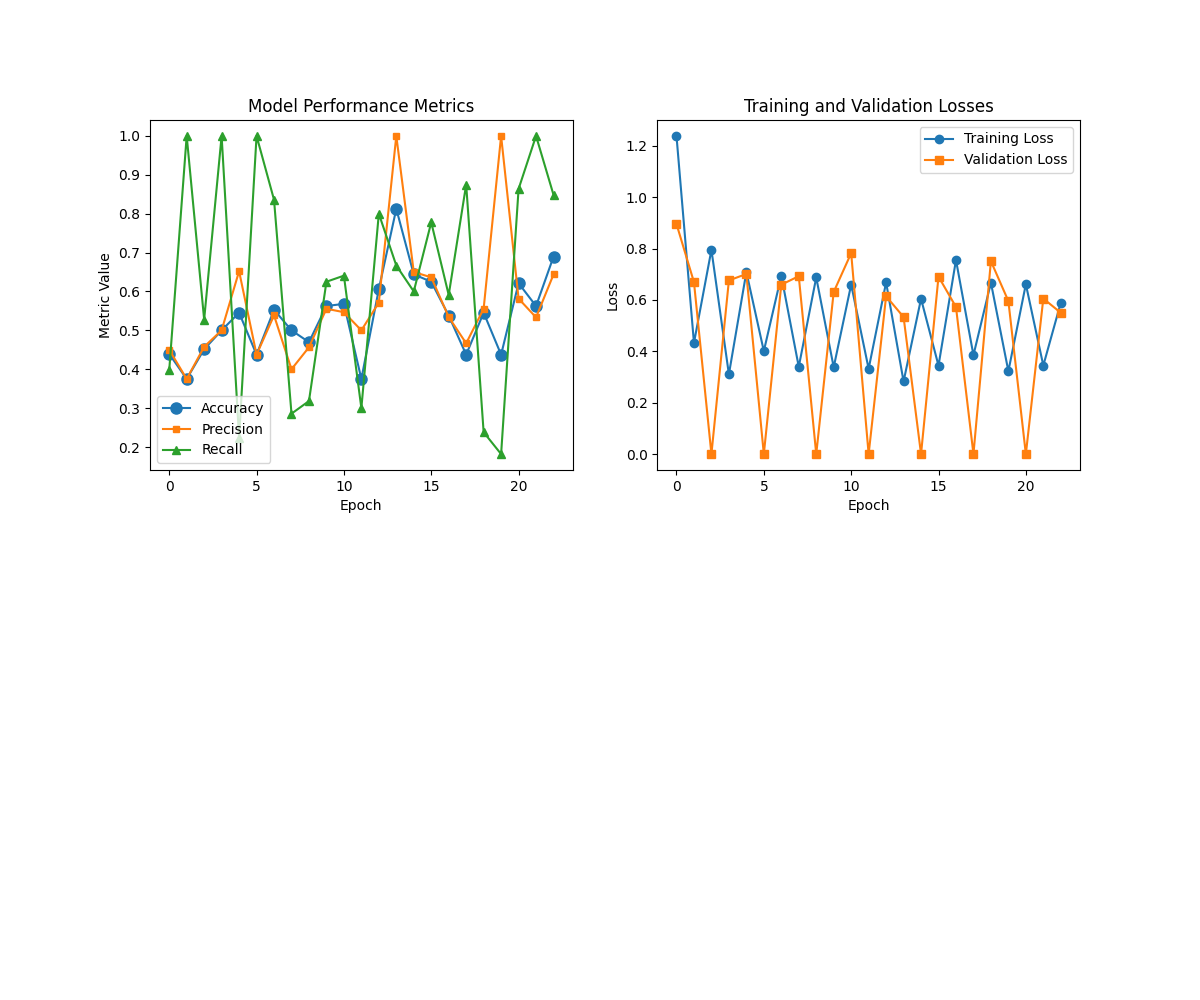 Model Performance Metrics
1.0
0.9
0.8
0.7
0.6
0.5
0.4
0.3
0.2
Metric Value
Accuracy
Precision
Recall
0 5 10 15 20
Epoch
Training and Validation Losses
1.2
1.0
0.8
0.6
0.4
0.2
0.0
Loss
Training Loss
Validation Loss
0 5 10 15 20
Epoch